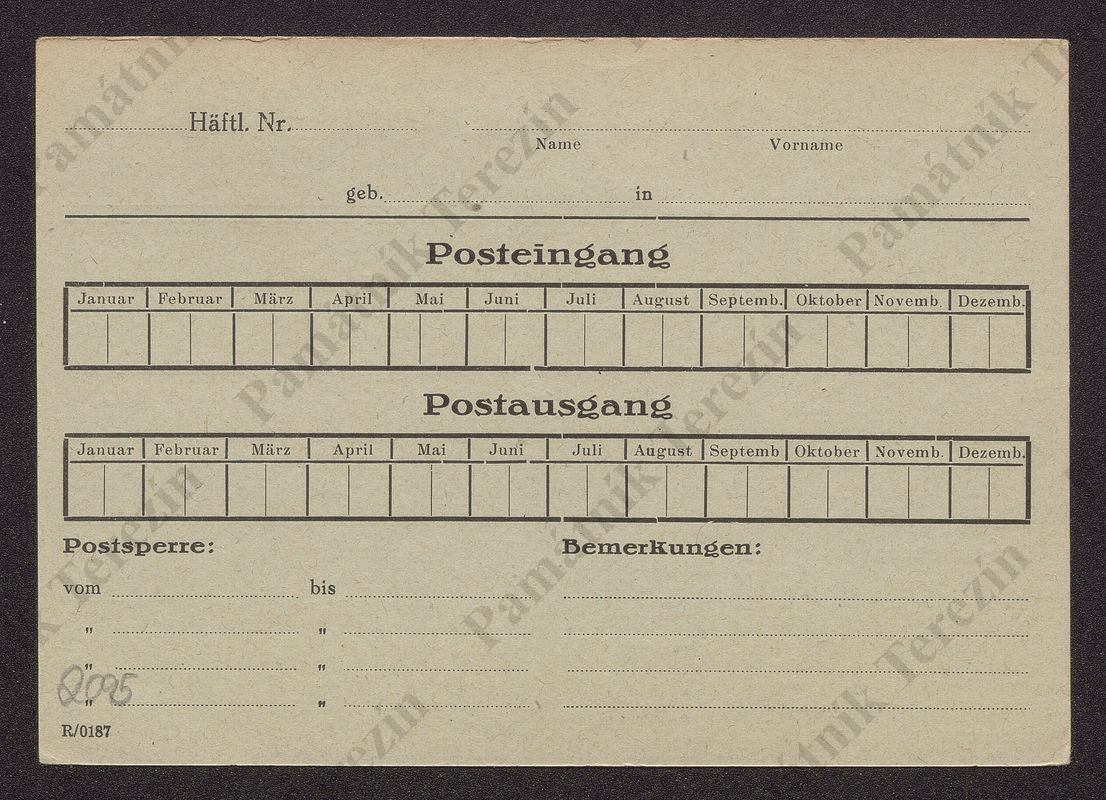 Häftl. Nr.
Name Vorname
geb. in
Posteingang
Januar Februar März April Mai Juni Juli August Septemb. Oktober Novemb. Dezemb.
Postausgang
Januar Februar März April Mai Juni Juli August Septemb Oktober Novemb. Dezemb.
Postsperre: Bemerkungen:
vom bis
" "
" "
" "
2095
R/0187
Památník Terezín